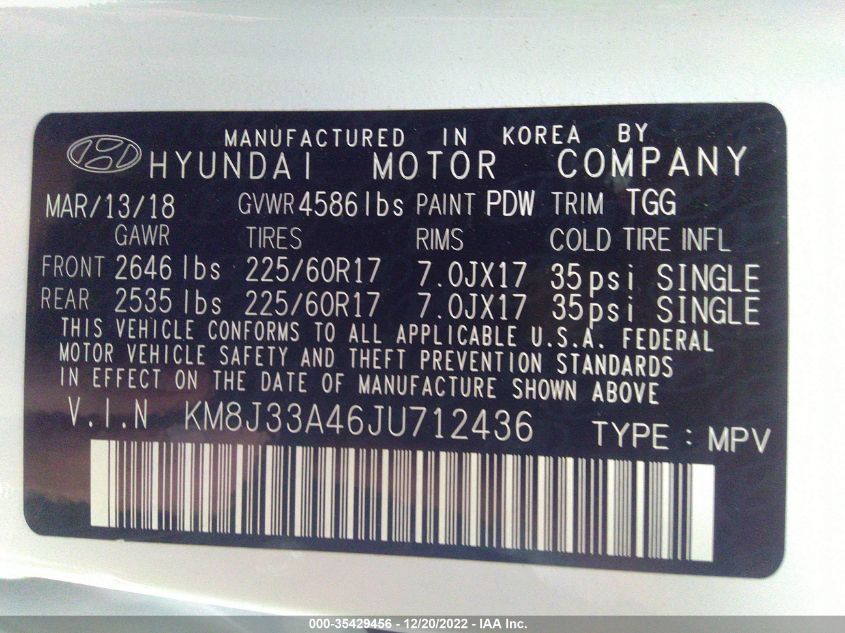 MANUFACTURED IN KOREA BY
HYUNDAI MOTOR COMPANY
MAR/13/18 GVWR 4586lbs PAINT PDW TRIM TGG
GAWR TIRES RIMS COLD TIRE INFL
FRONT 2646 lbs 225/60R17 7.0JX17 35psi SINGLE
REAR 2535 lbs 225/60R17 7.0JX17 35psi SINGLE
THIS VEHICLE CONFORMS TO ALL APPLICABLE U.S.A. FEDERAL
MOTOR VEHICLE SAFETY AND THEFT PREVENTION STANDARDS
IN EFFECT ON THE DATE OF MANUFACTURE SHOWN ABOVE
V.I.N KM8J33A46JU712436 TYPE : MPV
000-35429456 - 12/20/2022 - IAA Inc.